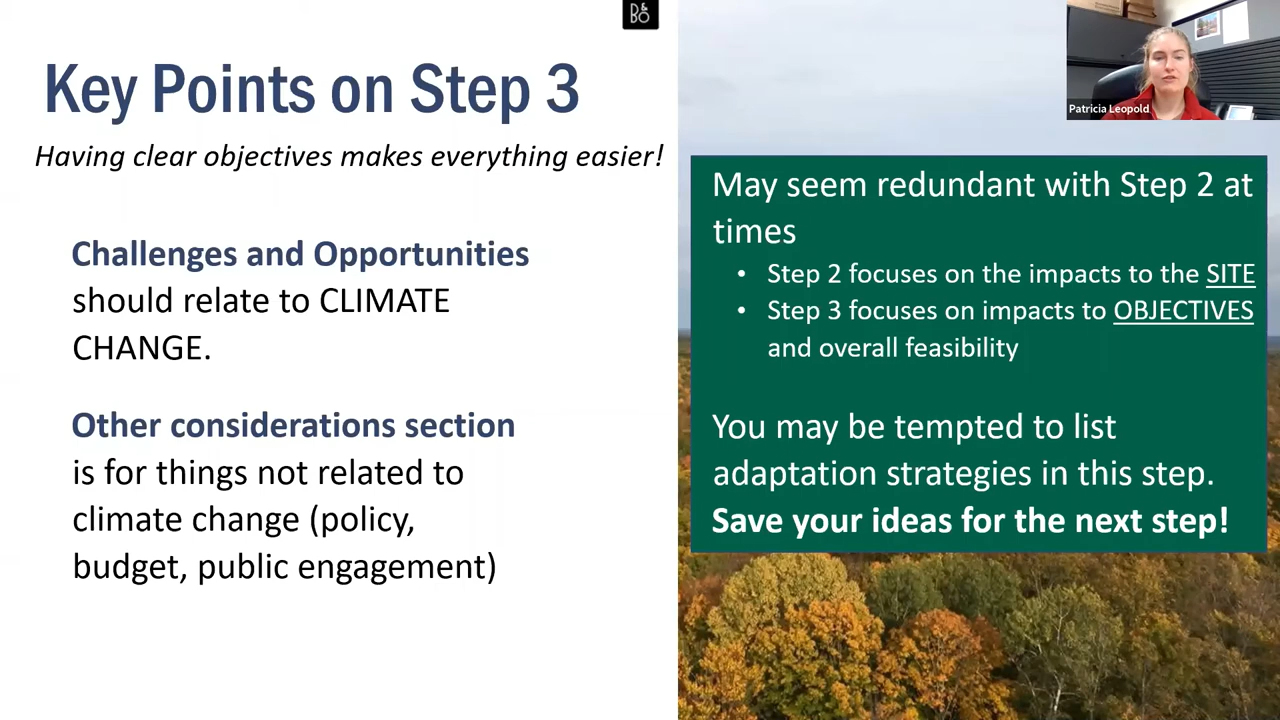 B&O
Key Points on Step 3
Having clear objectives makes everything easier!
Challenges and Opportunities
should relate to CLIMATE
CHANGE.
Other considerations section
is for things not related to
climate change (policy,
budget, public engagement)
Patricia Leopold
May seem redundant with Step 2 at
times
• Step 2 focuses on the impacts to the SITE
• Step 3 focuses on impacts to OBJECTIVES
and overall feasibility
You may be tempted to list
adaptation strategies in this step.
Save your ideas for the next step!